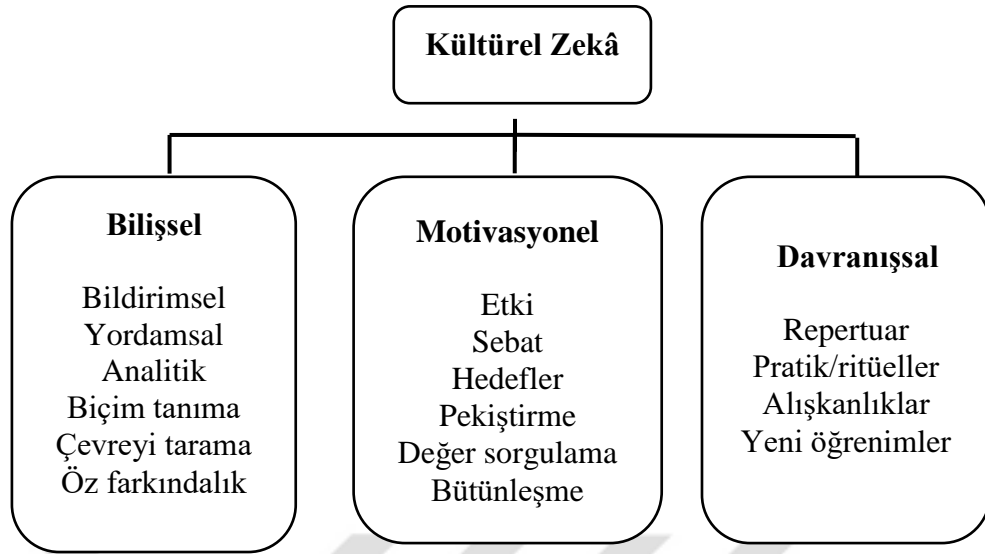 Kültürel Zekâ
Bilişsel
Bildirimsel
Yordamsal
Analitik
Biçim tanıma
Çevreyi tarama
Öz farkındalık
Motivasyonel
Etki
Sebat
Hedefler
Pekiştirme
Değer sorgulama
Bütünleşme
Davranışsal
Repertuar
Pratik/ritüeller
Alışkanlıklar
Yeni öğrenimler